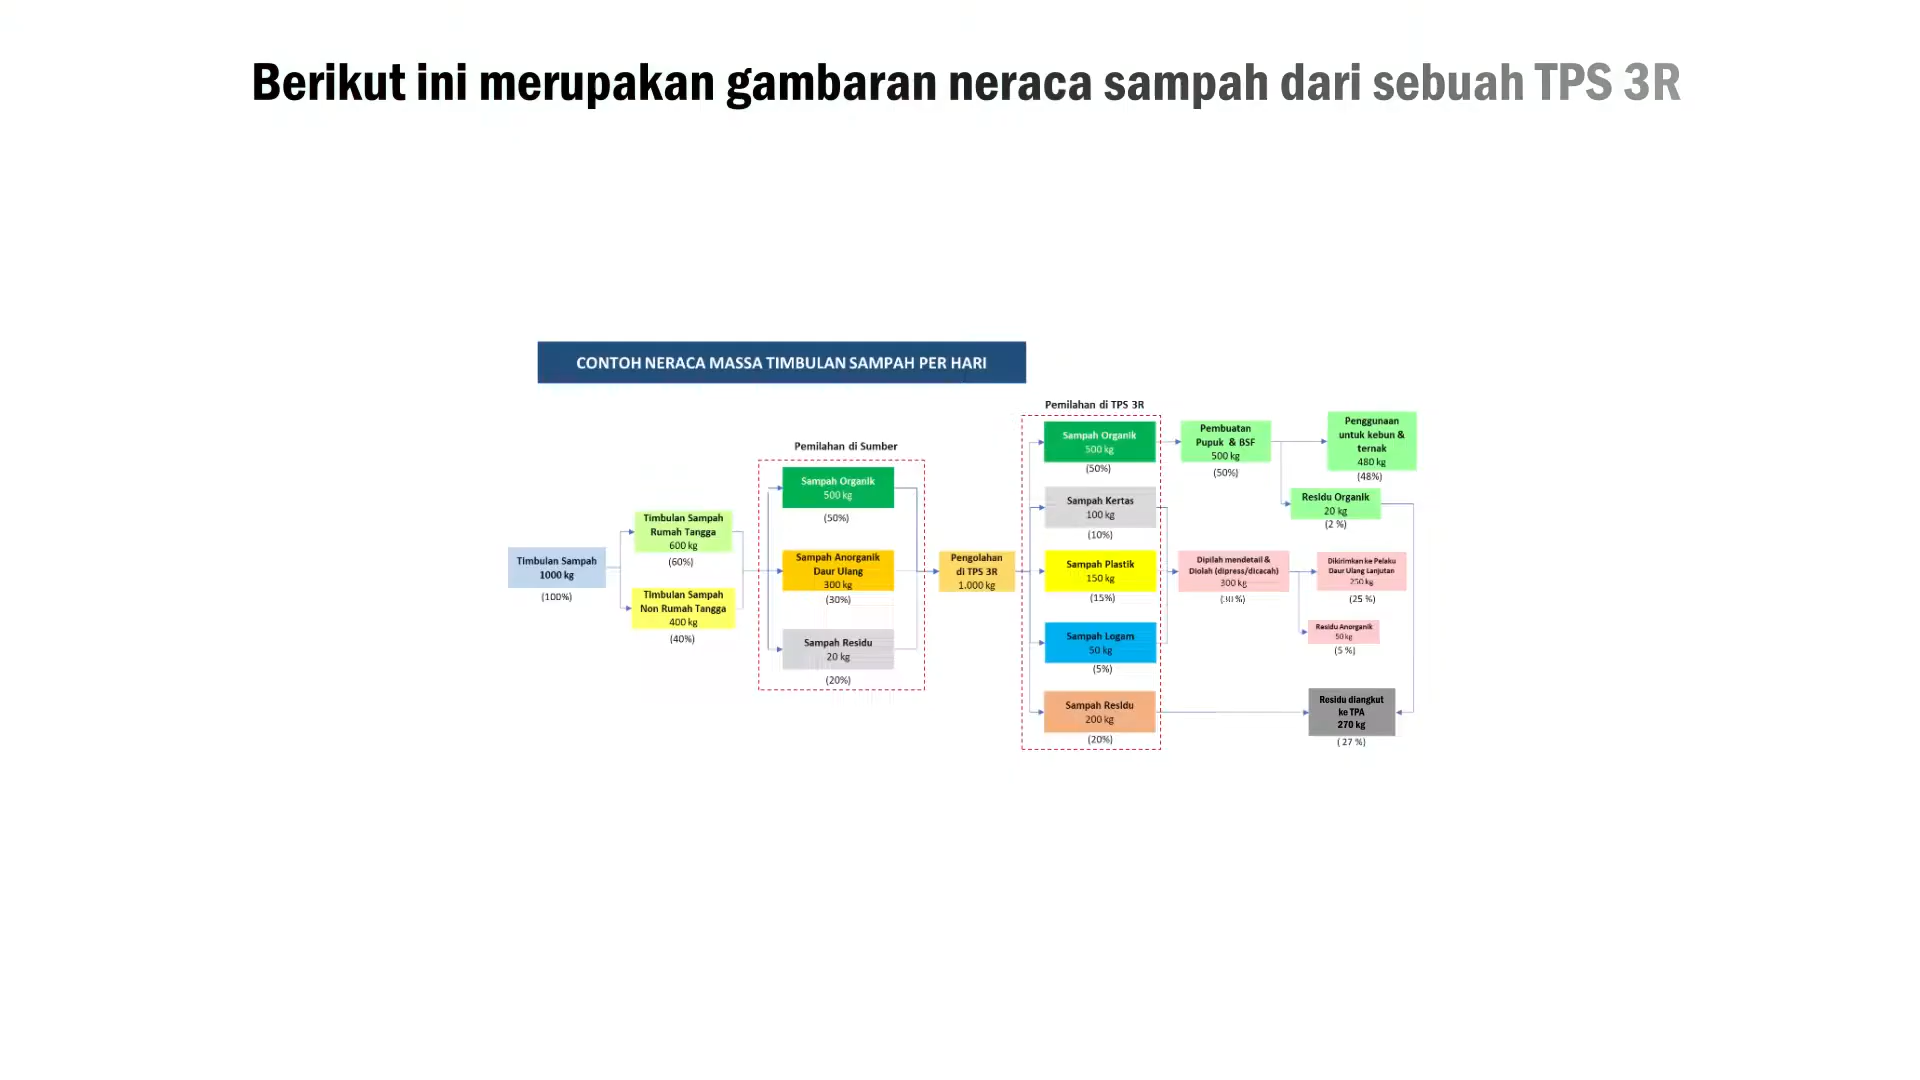 Berikut ini merupakan gambaran neraca sampah dari sebuah TPS 3R
CONTOH NERACA MASSA TIMBULAN SAMPAH PER HARI
Timbulan Sampah
1000 kg
(100%)
Timbulan Sampah
Rumah Tangga
600 kg
(60%)
Timbulan Sampah
Non Rumah Tangga
400 kg
(40%)
Pemilahan di Sumber
Sampah Organik
500 kg
(50%)
Sampah Anorganik
Daur Ulang
300 kg
(30%)
Sampah Residu
20 kg
(20%)
Pengolahan
di TPS 3R
1.000 kg
Pemilahan di TPS 3R
Sampah Organik
500 kg
(50%)
Sampah Kertas
100 kg
(10%)
Sampah Plastik
150 kg
(15%)
Sampah Logam
50 kg
(5%)
Sampah Residu
200 kg
(20%)
Pembuatan
Pupuk & BSF
500 kg
(50%)
Penggunaan
untuk kebun &
ternak
480 kg
(48%)
Residu Organik
20 kg
(2 %)
Dipilah mendetail &
Diolah (dipress/dicacah)
300 kg
(30 %)
Dikirimkan ke Pelaku
Daur Ulang Lanjutan
250 kg
(25 %)
Residu Anorganik
50 kg
(5 %)
Residu diangkut
ke TPA
270 kg
( 27 %)